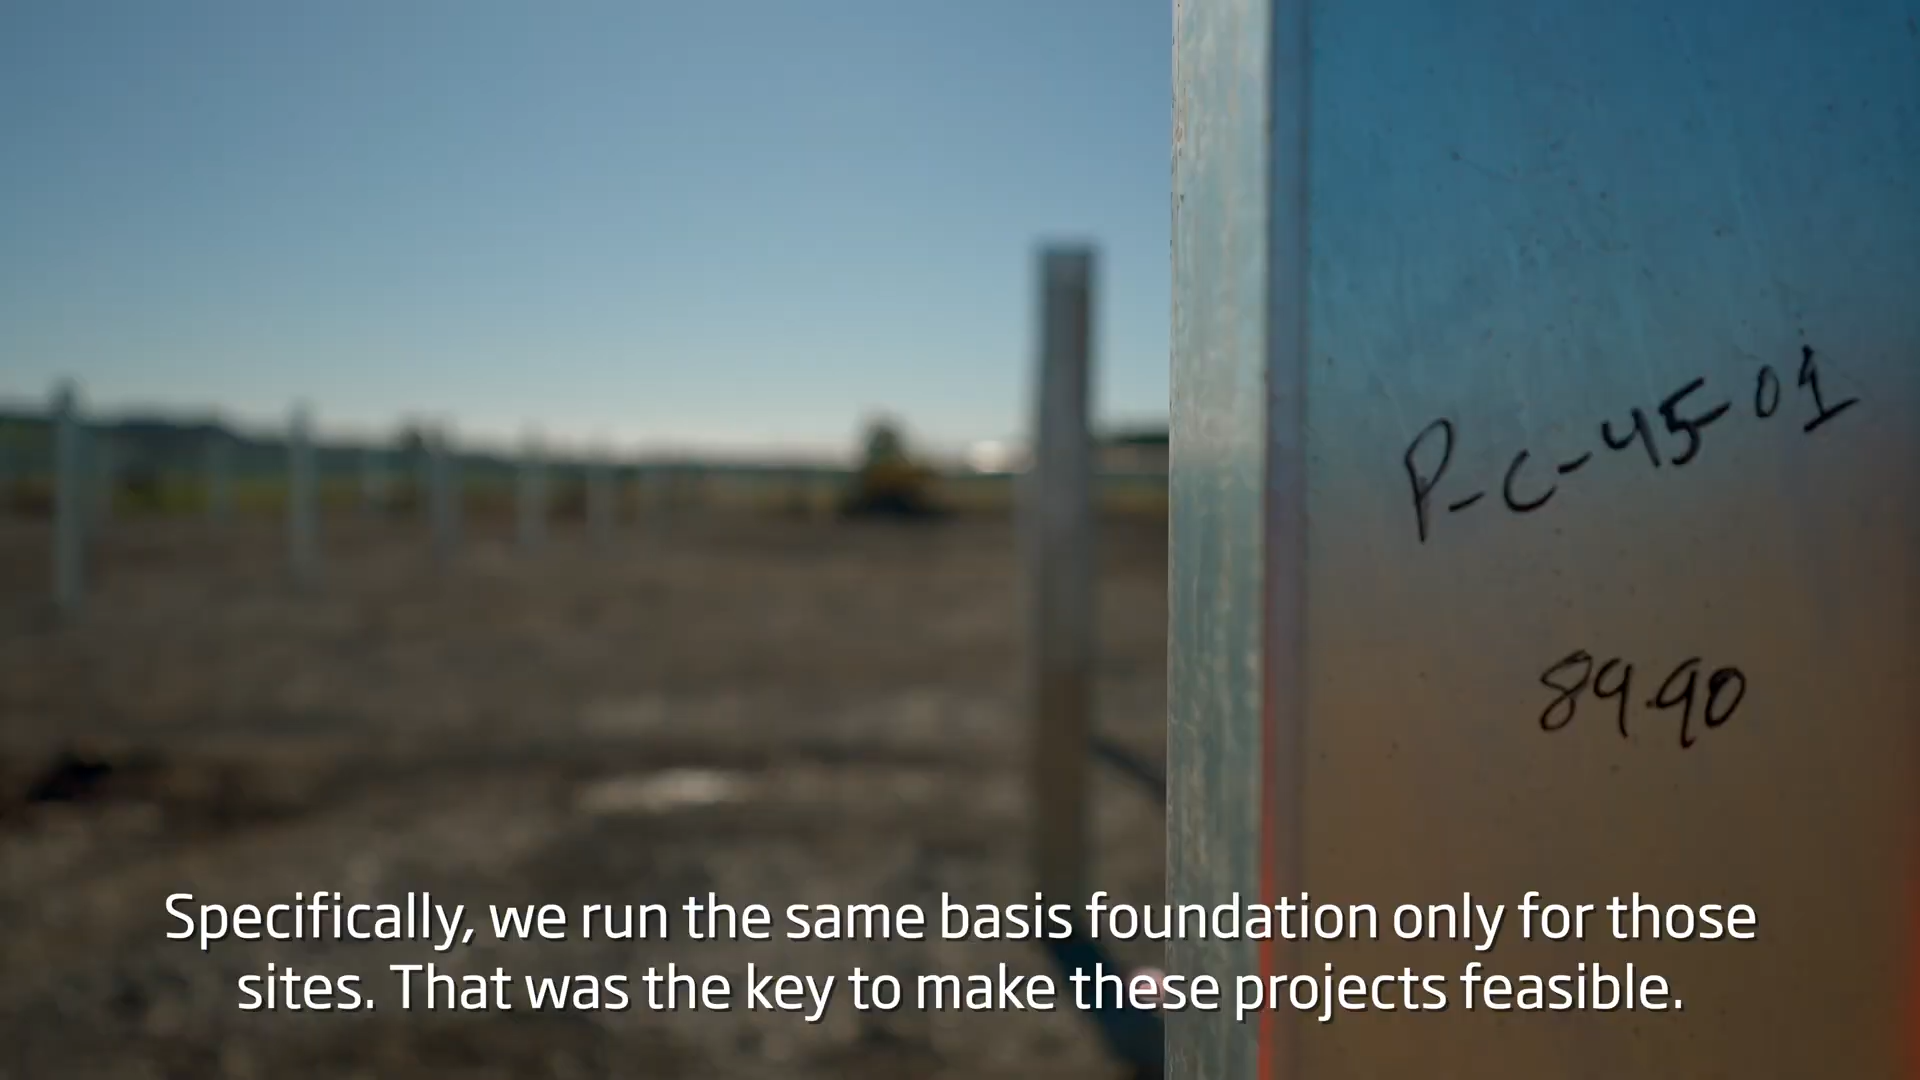 P-C-45-01
89.90
Specifically, we run the same basis foundation only for those
sites. That was the key to make these projects feasible.